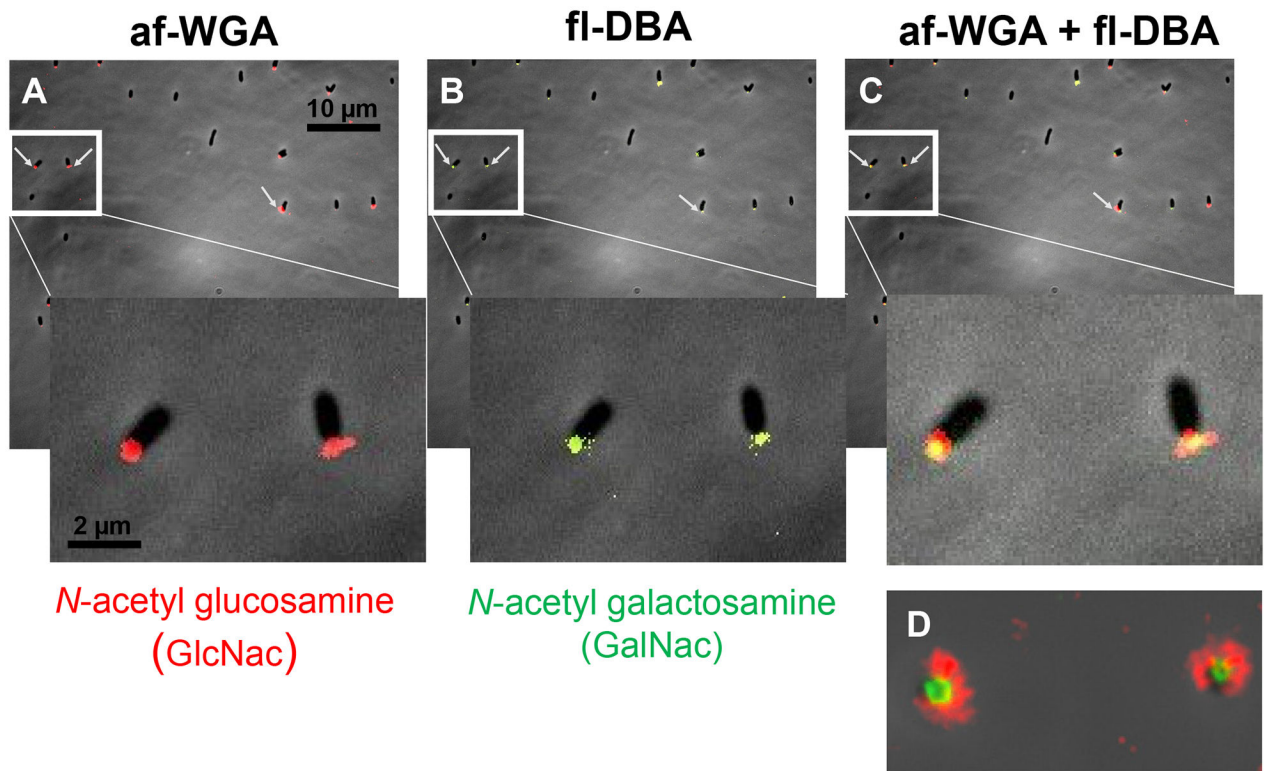 af-WGA
fl-DBA
af-WGA + fl-DBA
A
10 µm
B
C
2 µm
N-acetyl glucosamine
(GlcNac)
N-acetyl galactosamine
(GalNac)
D